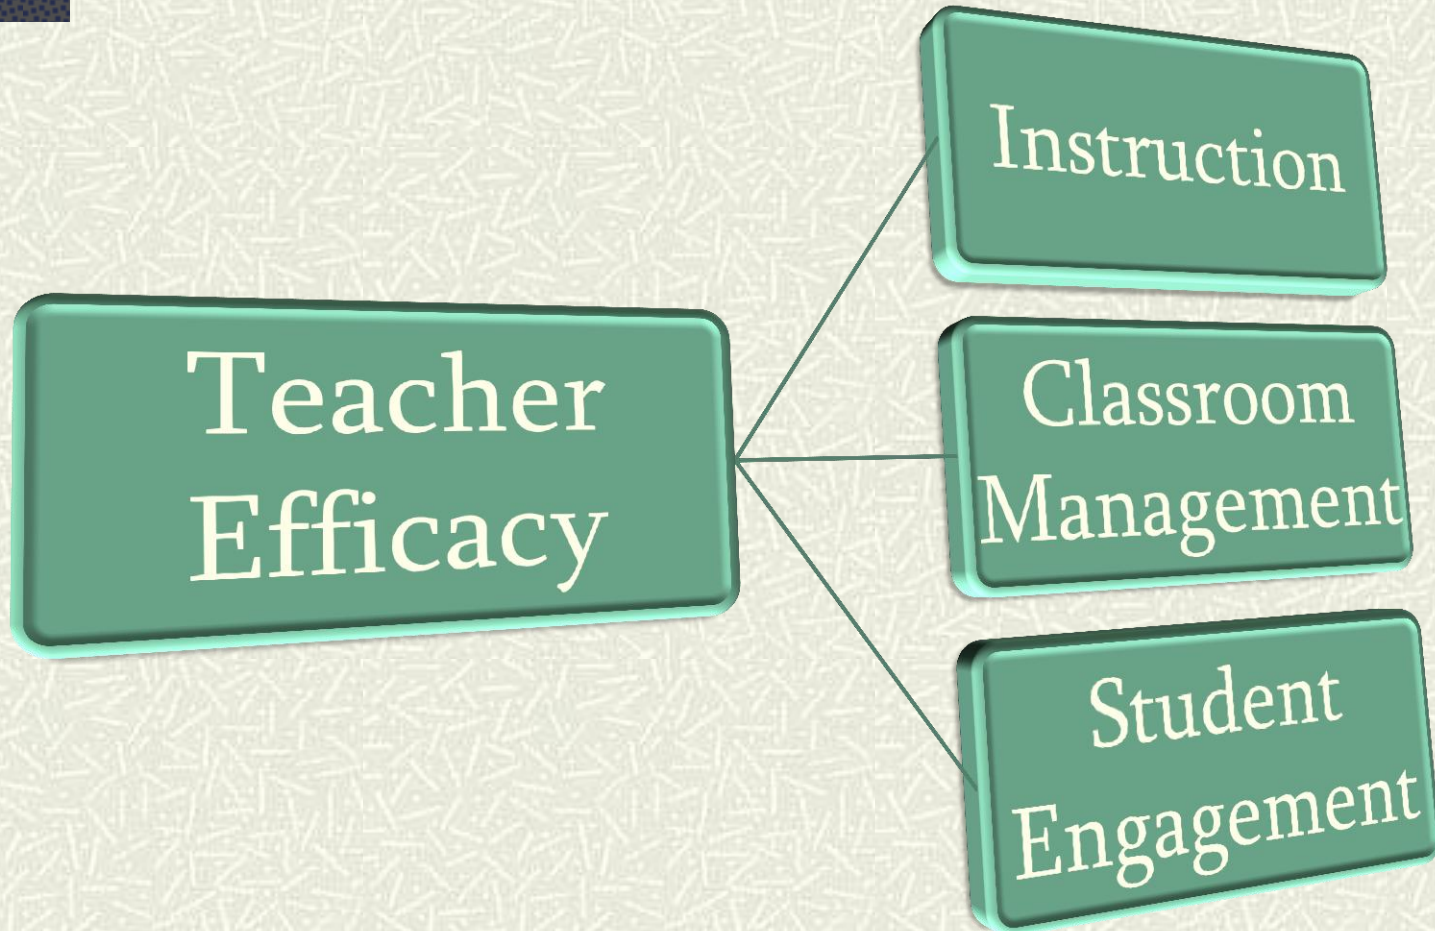 Teacher
Efficacy
Instruction
Classroom
Management
Student
Engagement